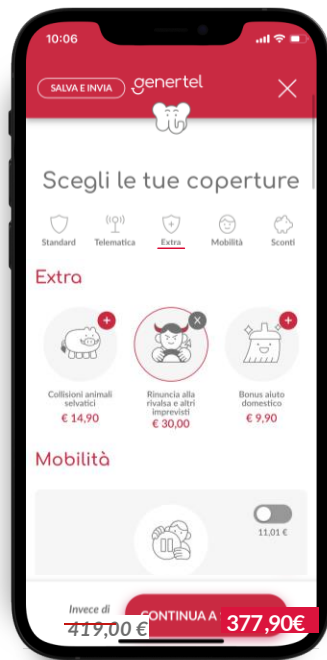 10:06
SALVA E INVIA
genertel
Scegli le tue coperture
Standard Telematica Extra Mobilità Sconti
Extra
Collisioni animali
selvatici
€ 14,90
Rinuncia alla
rivalsa e altri
imprevisti
€ 30,00
Bonus aiuto
domestico
€ 9,90
Mobilità
11,01 €
Invece di
419,00 €
CONTINUA A
377,90€